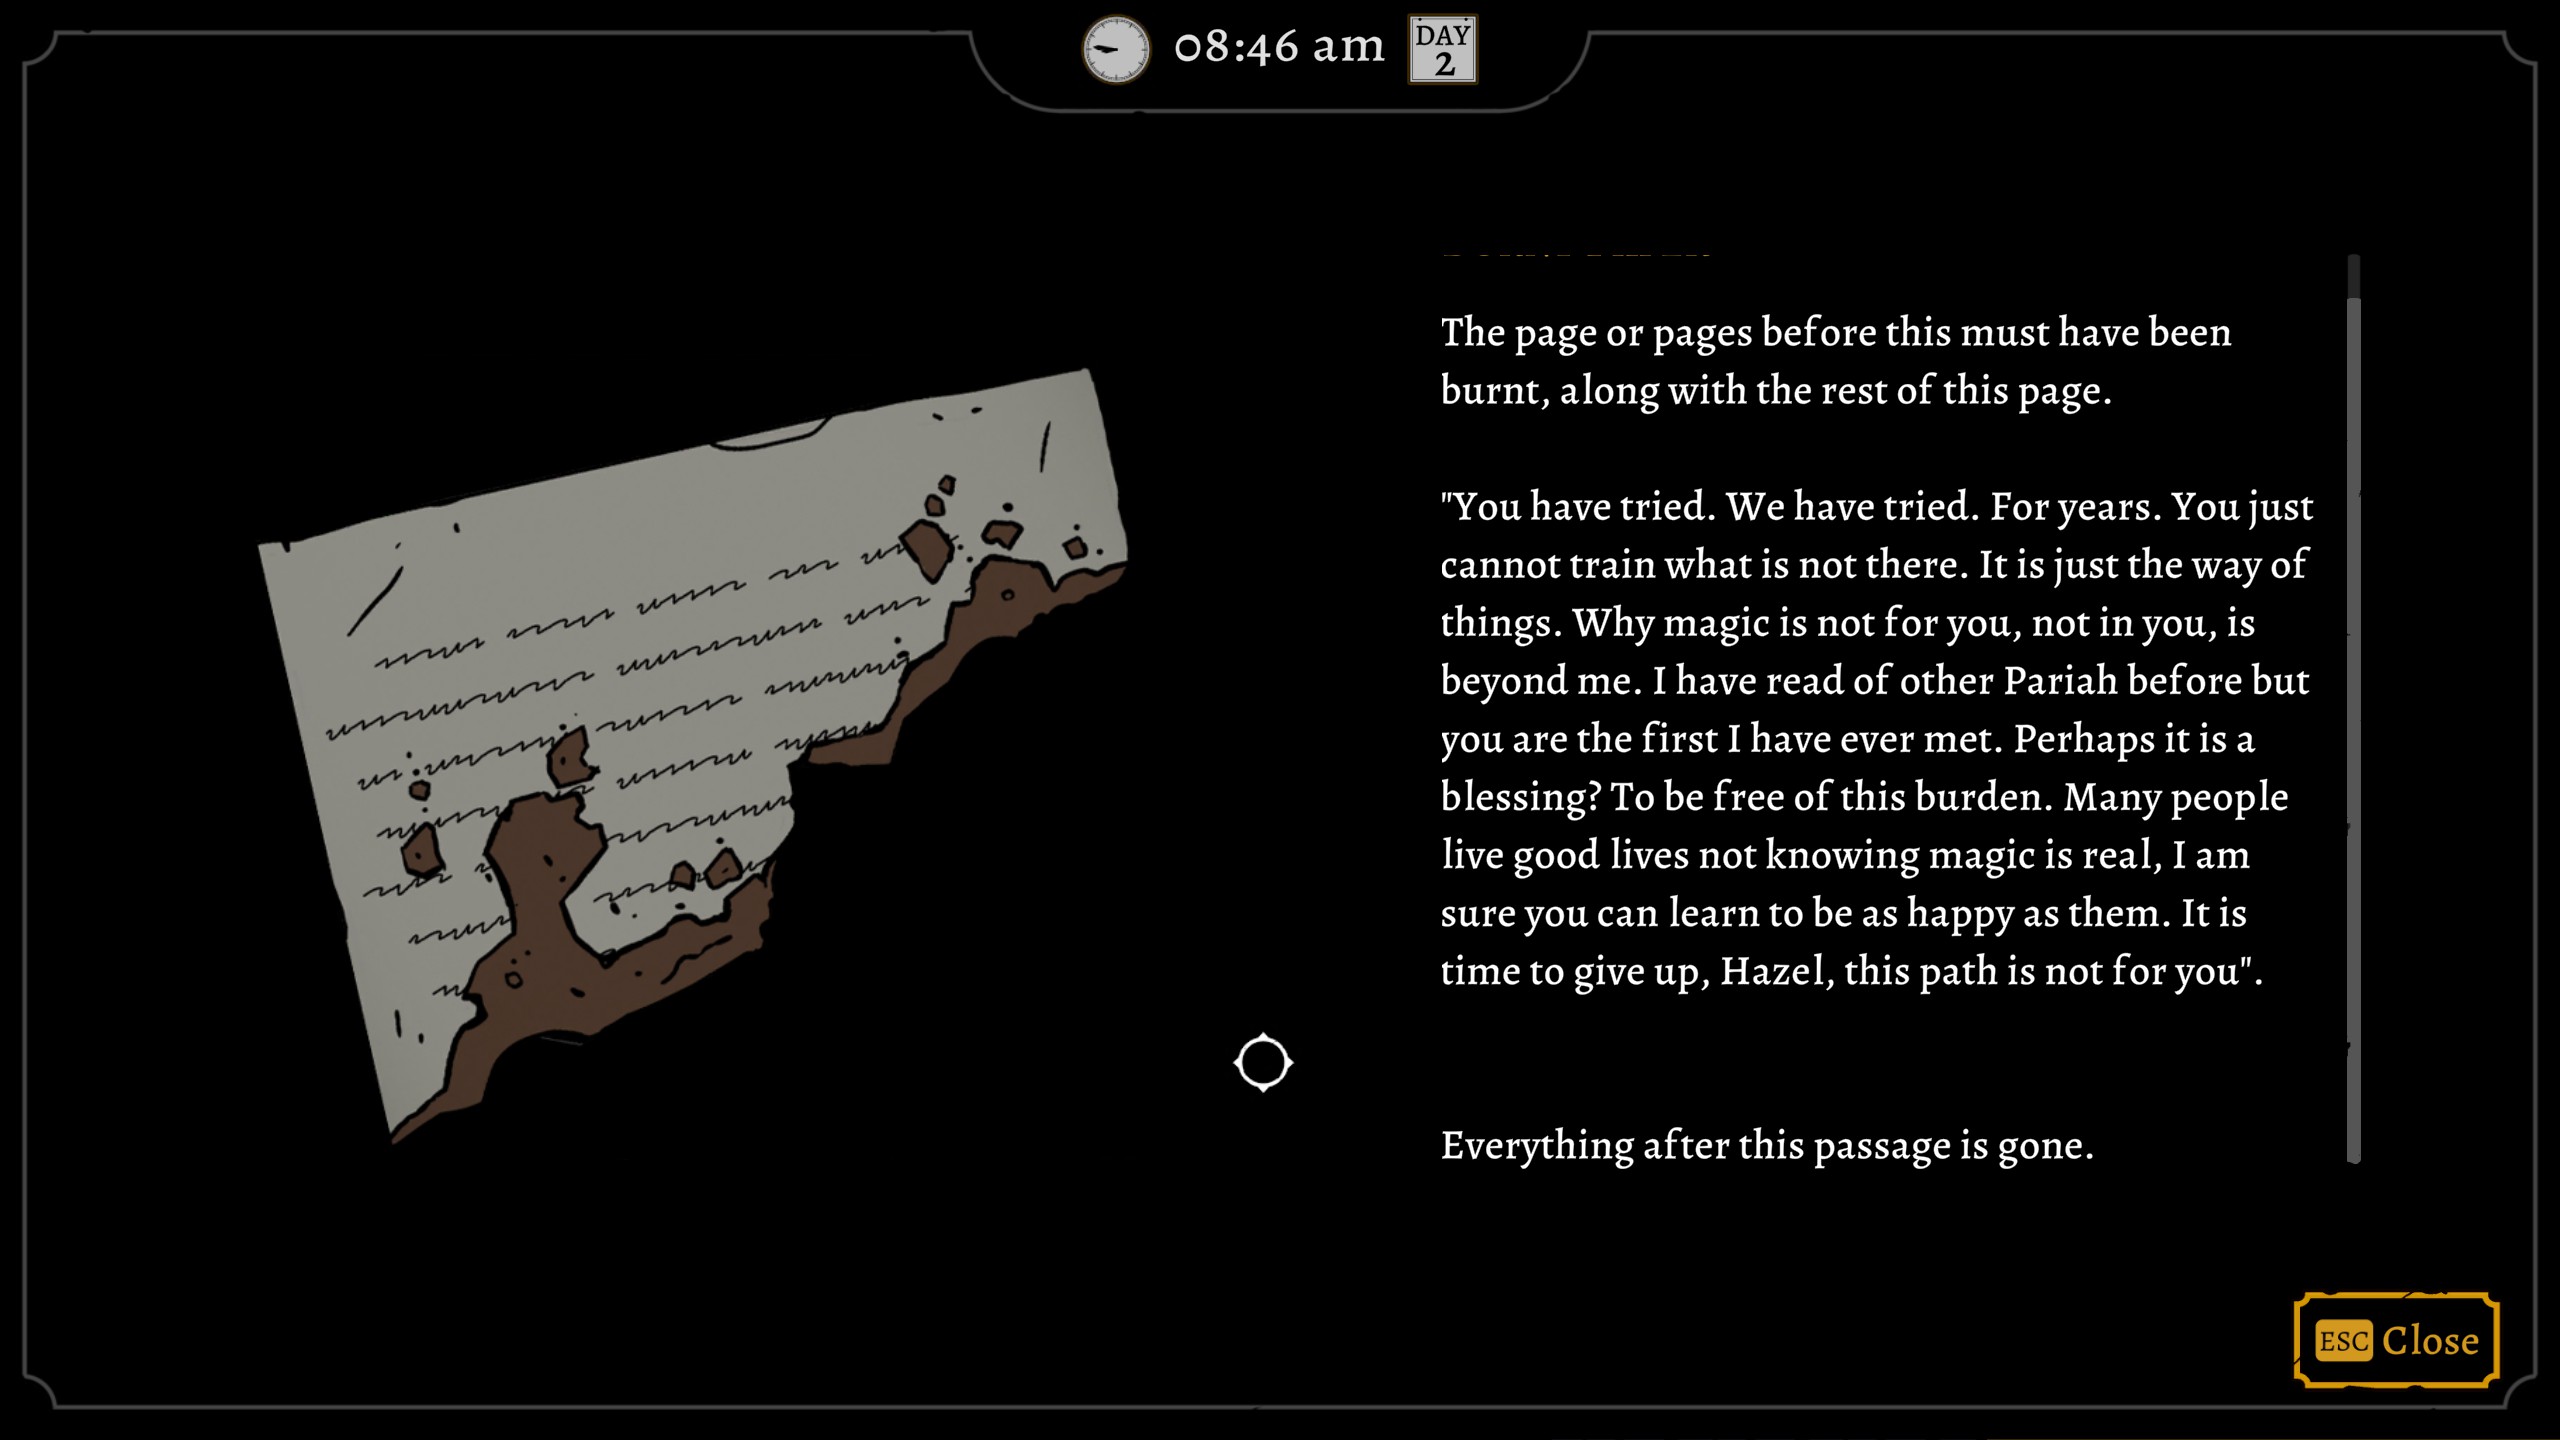 08:46 am
DAY
2
The page or pages before this must have been
burnt, along with the rest of this page.
"You have tried. We have tried. For years. You just
cannot train what is not there. It is just the way of
things. Why magic is not for you, not in you, is
beyond me. I have read of other Pariah before but
you are the first I have ever met. Perhaps it is a
blessing? To be free of this burden. Many people
live good lives not knowing magic is real, I am
sure you can learn to be as happy as them. It is
time to give up, Hazel, this path is not for you".
Everything after this passage is gone.
ESC Close